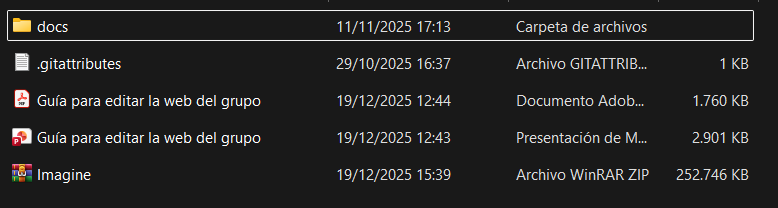 docs 11/11/2025 17:13 Carpeta de archivos
.gitattributes 29/10/2025 16:37 Archivo GITATTRIB... 1 KB
Guía para editar la web del grupo 19/12/2025 12:44 Documento Adob... 1.760 KB
Guía para editar la web del grupo 19/12/2025 12:43 Presentación de M... 2.901 KB
Imagine 19/12/2025 15:39 Archivo WinRAR ZIP 252.746 KB